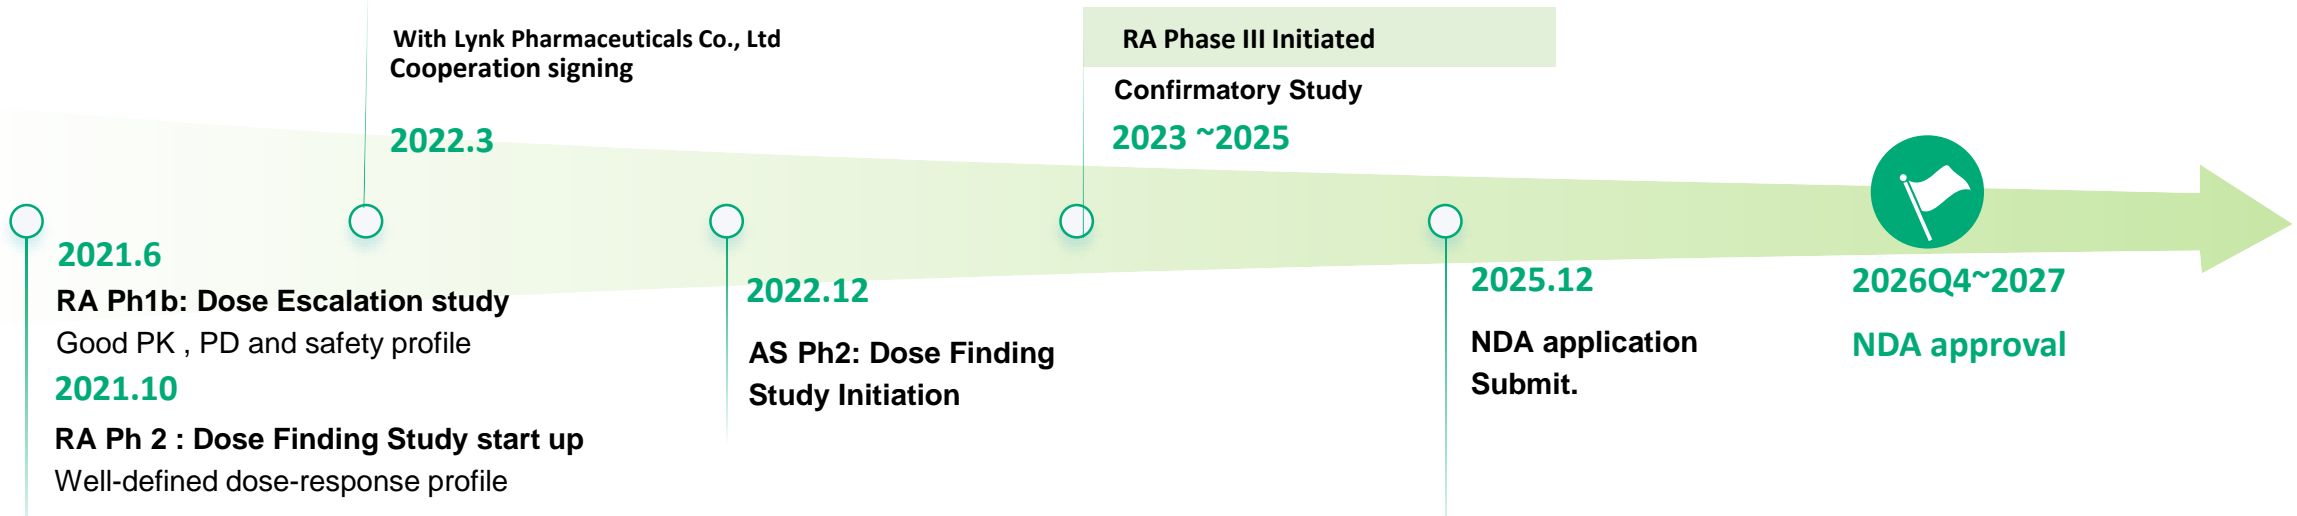 2021.6
RA Ph1b: Dose Escalation study
Good PK , PD and safety profile
2021.10
RA Ph 2 : Dose Finding Study start up
Well-defined dose-response profile
With Lynk Pharmaceuticals Co., Ltd
Cooperation signing
2022.3
2022.12
AS Ph2: Dose Finding
Study Initiation
RA Phase III Initiated
Confirmatory Study
2023 ~2025
2025.12
NDA application
Submit.
2026Q4~2027
NDA approval